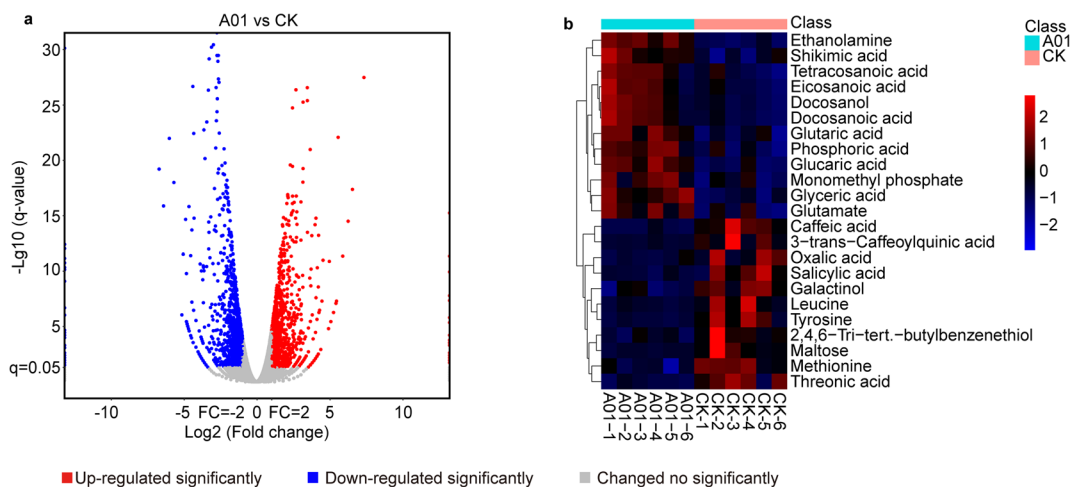 a
A01 vs CK
-Lg10 (q-value)
30
25
20
15
10
5
q=0.05
-10
-5
FC=-2
0
FC=2
5
10
Log2 (Fold change)
b
Class
Ethanolamine
Shikimic acid
Tetracosanoic acid
Eicosanoic acid
Docosanol
Docosanoic acid
Glutaric acid
Phosphoric acid
Glucaric acid
Monomethyl phosphate
Glyceric acid
Glutamate
Caffeic acid
3−trans−Caffeoylquinic acid
Oxalic acid
Salicylic acid
Galactinol
Leucine
Tyrosine
2,4,6−Tri−tert.−butylbenzenethiol
Maltose
Methionine
Threonic acid
A01−1
A01−2
A01−3
A01−4
A01−5
A01−6
CK−1
CK−2
CK−3
CK−4
CK−5
CK−6
Class
A01
CK
2
1
0
−1
−2
Up-regulated significantly
Down-regulated significantly
Changed no significantly